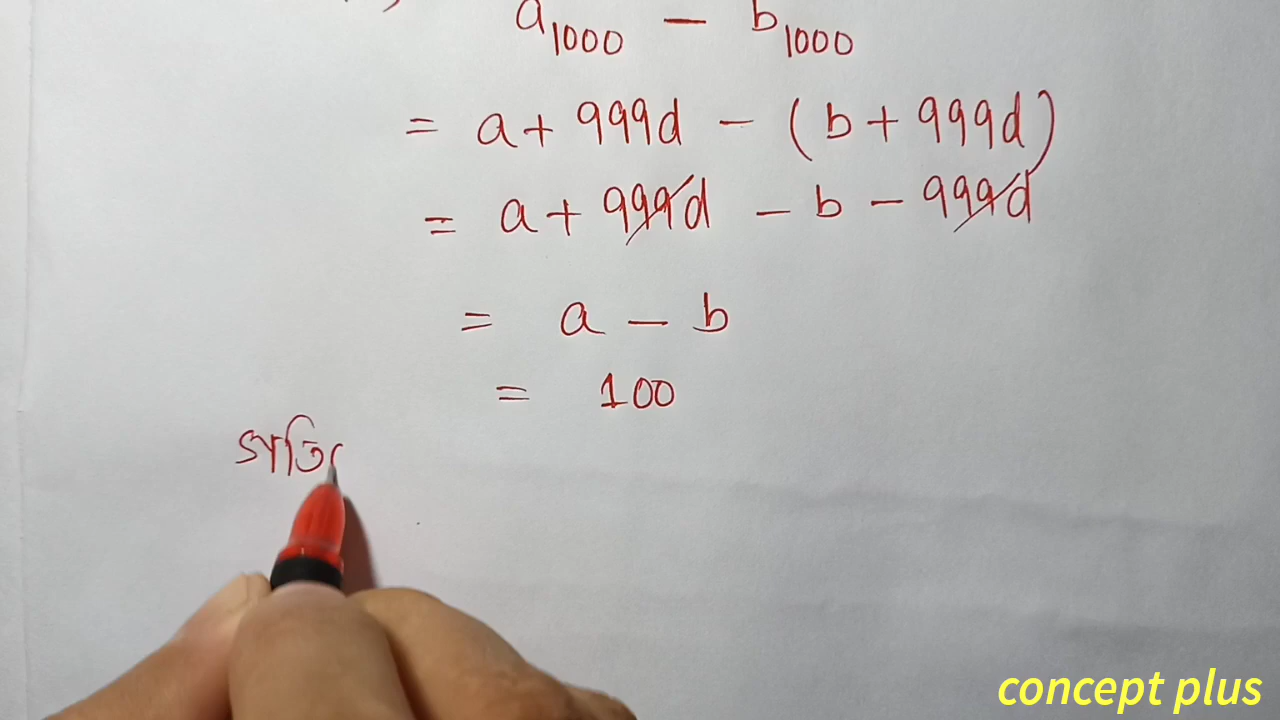 a₁₀₀₀ — b₁₀₀₀
= a + 999d — (b + 999d)
= a + 999d — b — 999d
= a — b
= 100
concept plus